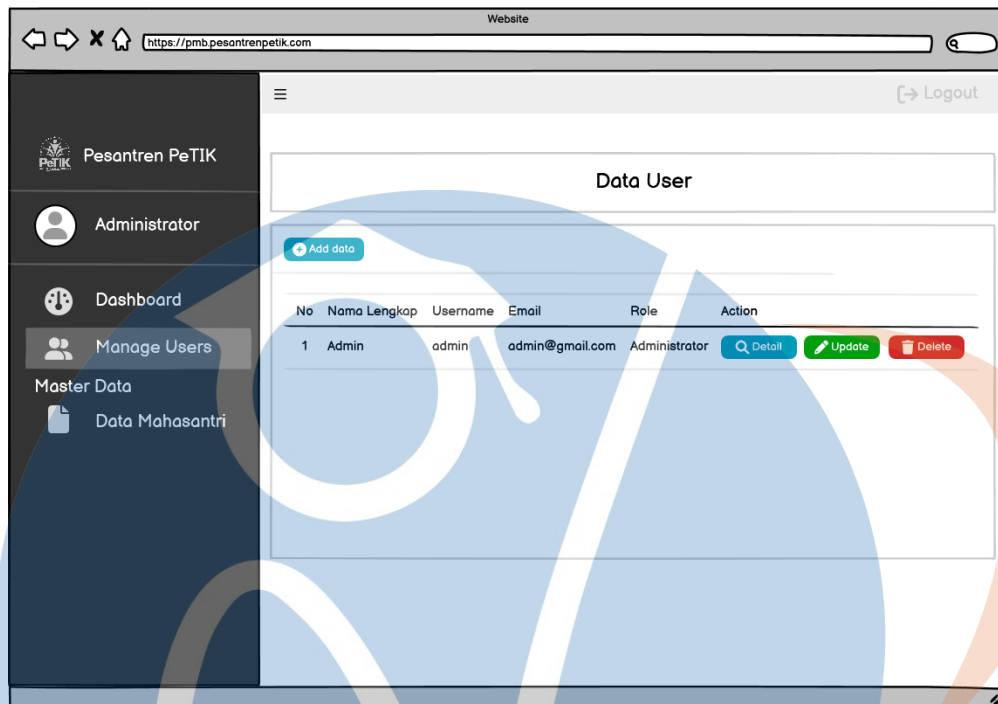 Website
https://pmb.pesantrenpetik.com
Logout
PeTIK
Pesantren PeTIK
Data User
Administrator
Add data
Dashboard
No Nama Lengkap Username Email Role Action
1 Admin admin admin@gmail.com Administrator Detail Update Delete
Manage Users
Master Data
Data Mahasantri